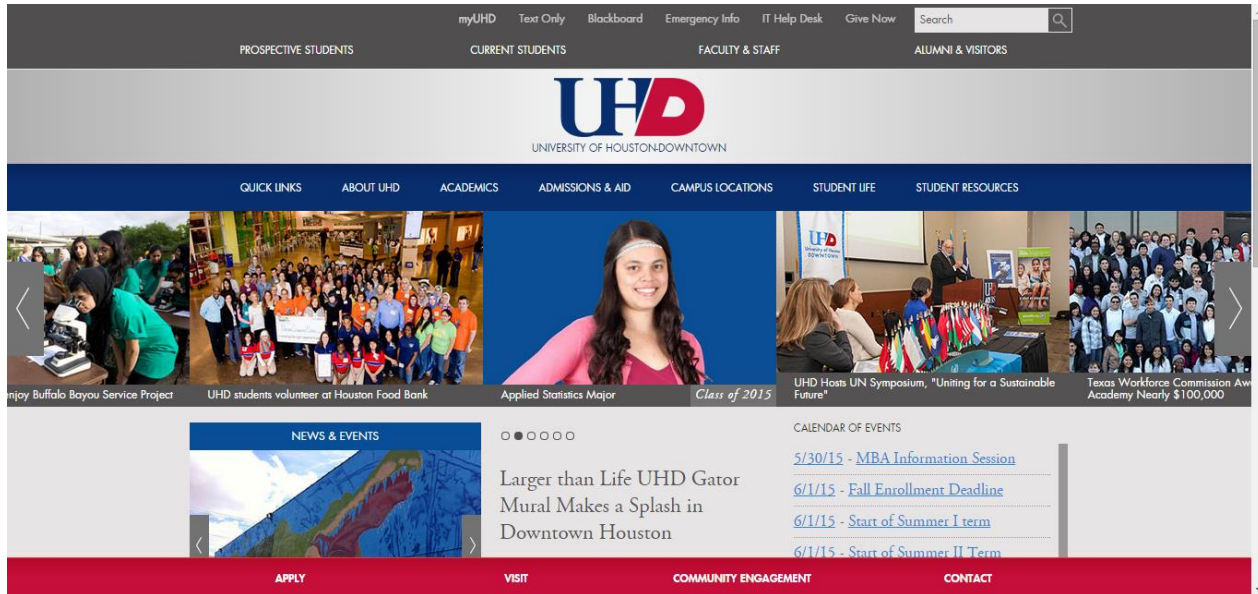 myUHD Text Only Blackboard Emergency Info IT Help Desk Give Now Search
PROSPECTIVE STUDENTS CURRENT STUDENTS FACULTY & STAFF ALUMNI & VISITORS
UHD
UNIVERSITY OF HOUSTON-DOWNTOWN
QUICK LINKS ABOUT UHD ACADEMICS ADMISSIONS & AID CAMPUS LOCATIONS STUDENT LIFE STUDENT RESOURCES
UHD
University of Houston
DOWNTOWN
njoy Buffalo Bayou Service Project
UHD students volunteer at Houston Food Bank
Applied Statistics Major Class of 2015
UHD Hosts UN Symposium, "Uniting for a Sustainable
Future"
Texas Workforce Commission Aw
Academy Nearly $100,000
NEWS & EVENTS
Larger than Life UHD Gator
Mural Makes a Splash in
Downtown Houston
CALENDAR OF EVENTS
5/30/15 - MBA Information Session
6/1/15 - Fall Enrollment Deadline
6/1/15 - Start of Summer I term
6/1/15 - Start of Summer II Term
APPLY VISIT COMMUNITY ENGAGEMENT CONTACT